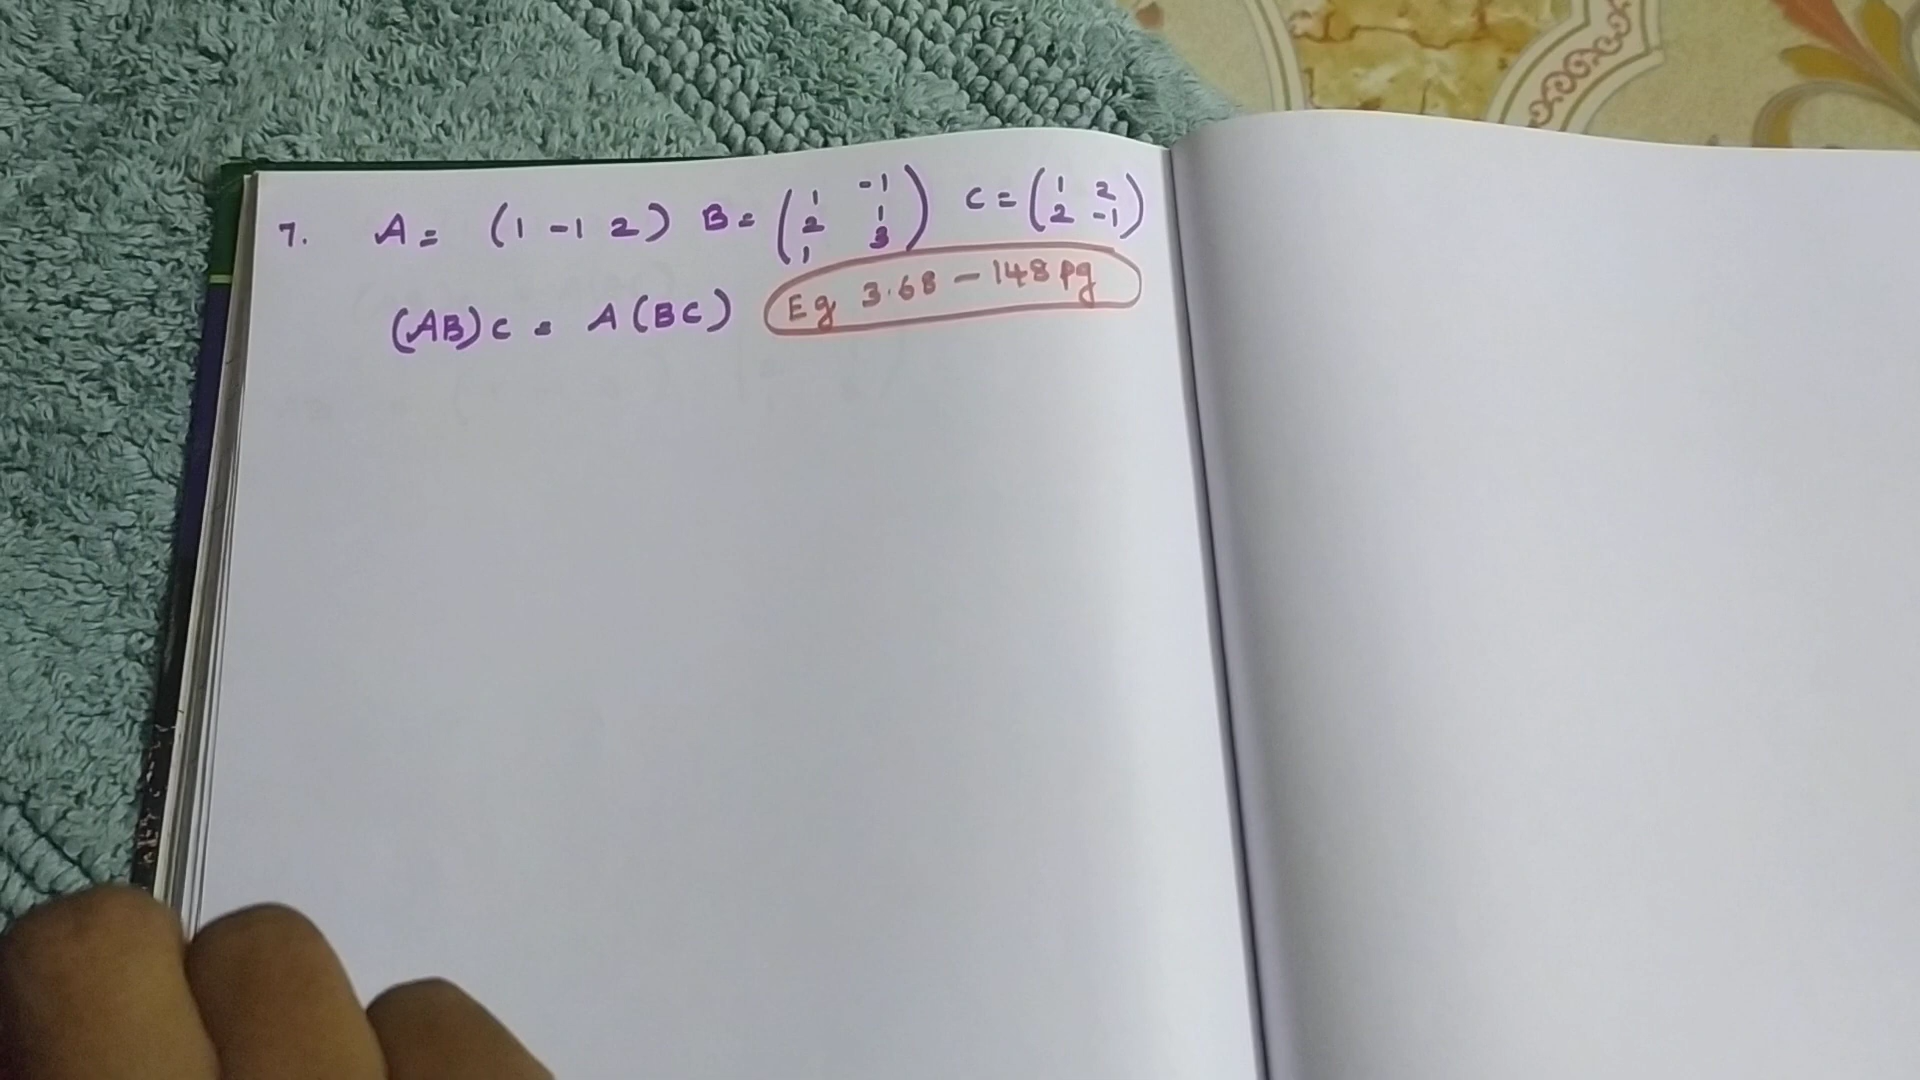 7. A = (1 -1 2) B = (1 -1 2 1 1 3) C = (1 2 2 -1)
(AB)C = A(BC) Eg 3.68 - 148 pg